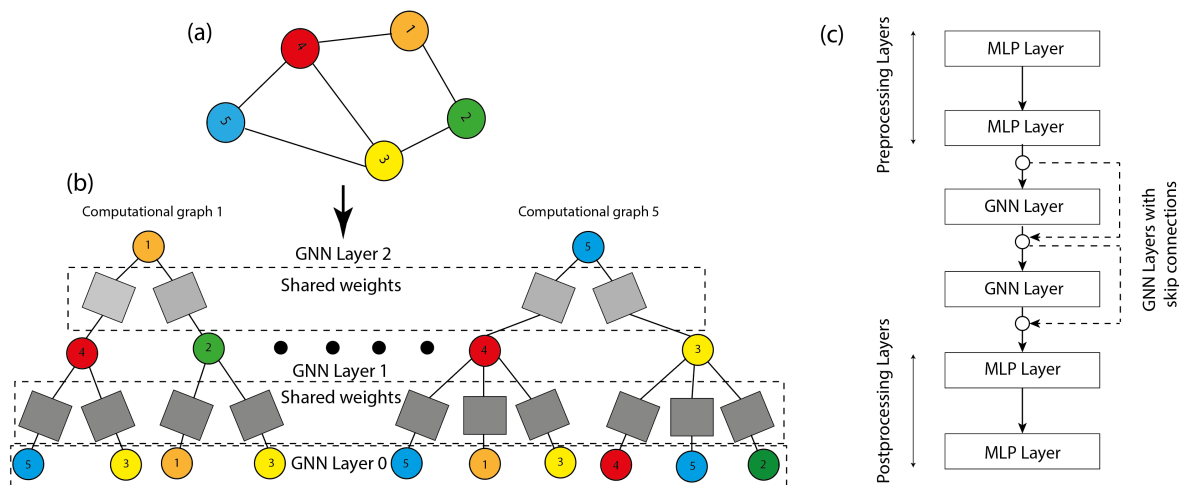 (a)
4
1
5
2
3
(b)
Computational graph 1
Computational graph 5
1
5
GNN Layer 2
Shared weights
4
2
4
3
GNN Layer 1
Shared weights
5
3
1
3
GNN Layer 0
5
1
3
4
5
2
(c)
Preprocessing Layers
MLP Layer
MLP Layer
GNN Layer
GNN Layer
GNN Layers with
skip connections
Postprocessing Layers
MLP Layer
MLP Layer